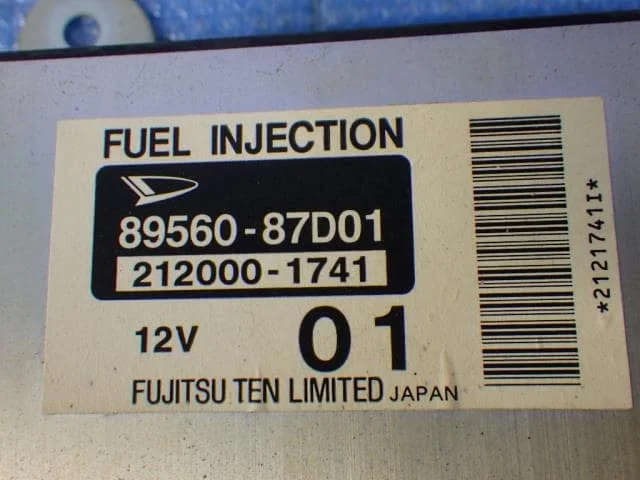 FUEL INJECTION
89560-87D01
212000-1741
12V 01
FUJITSU TEN LIMITED JAPAN
*2121741I*